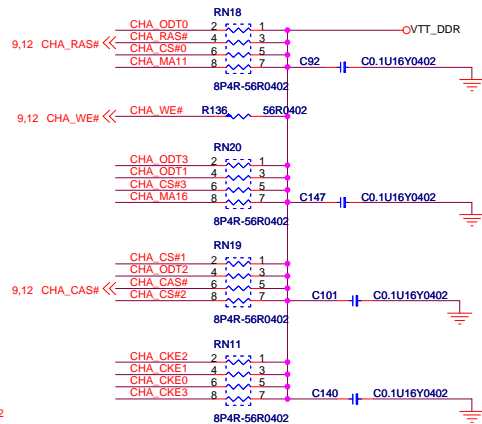 RN18
CHA_ODT0 2 1 VTT_DDR
9,12 CHA_RAS# CHA_RAS# 4 3
CHA_CS#0 6 5
CHA_MA11 8 7 C92 C0.1U16Y0402
8P4R-56R0402
9,12 CHA_WE# CHA_WE# R136 56R0402
RN20
CHA_ODT3 2 1
CHA_ODT1 4 3
CHA_CS#3 6 5
CHA_MA16 8 7 C147 C0.1U16Y0402
8P4R-56R0402
RN19
CHA_CS#1 2 1
CHA_ODT2 4 3
9,12 CHA_CAS# CHA_CAS# 6 5
CHA_CS#2 8 7 C101 C0.1U16Y0402
8P4R-56R0402
RN11
CHA_CKE2 2 1
CHA_CKE1 4 3
CHA_CKE0 6 5
CHA_CKE3 8 7 C140 C0.1U16Y0402
2
8P4R-56R0402